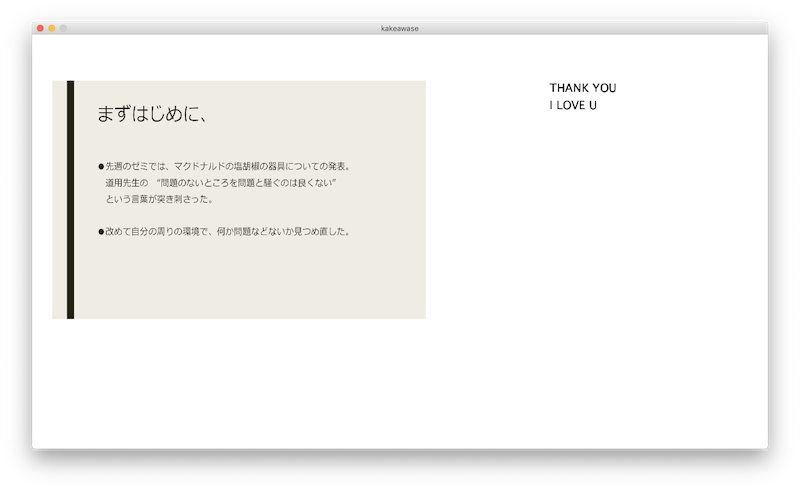 kakeawase
まずはじめに、
●先週のゼミでは、マクドナルドの塩胡椒の器具についての発表。
道用先生の “問題のないところを問題と騒ぐのは良くない”
という言葉が突き刺さった。
●改めて自分の周りの環境で、何か問題などないか見つめ直した。
THANK YOU
I LOVE U